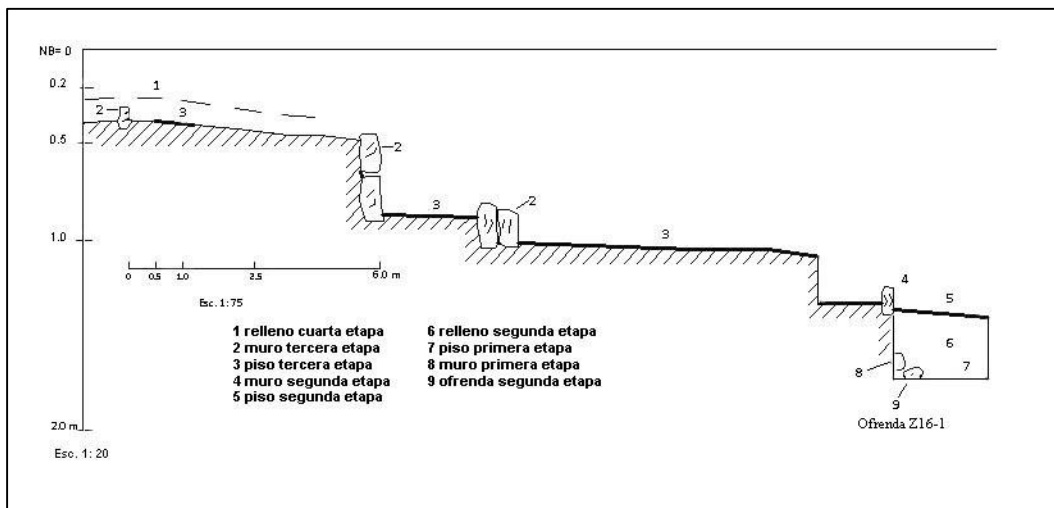 NB= 0
0.2
1
2
3
0.5
2
3
2
1.0
3
0 0.5 1.0 2.5 6.0 m
4
5
Esc. 1:75
1 relleno cuarta etapa
2 muro tercera etapa
3 piso tercera etapa
4 muro segunda etapa
5 piso segunda etapa
6 relleno segunda etapa
7 piso primera etapa
8 muro primera etapa
9 ofrenda segunda etapa
6
7
8
9
Ofrenda Z16-1
2.0 m
Esc. 1: 20